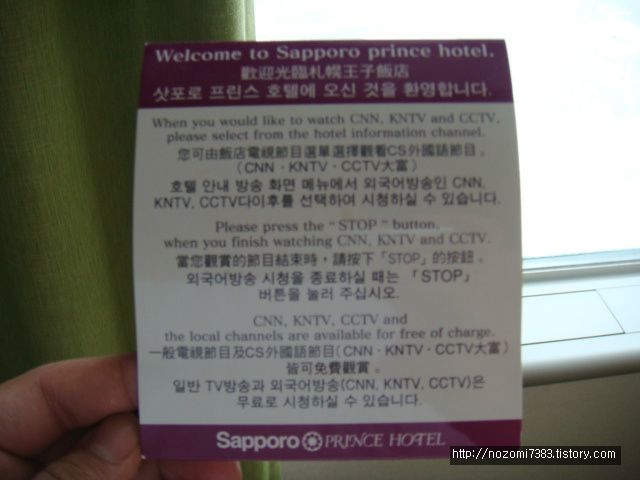 Welcome to Sapporo prince hotel.
歡迎光臨札幌王子飯店
삿포로 프린스 호텔에 오신 것을 환영합니다.
When you would like to watch CNN, KNTV and CCTV,
please select from the hotel information channel.
您可由飯店電視節目選單選擇觀看CS外國語節目。
(CNN・KNTV・CCTV大富)
호텔 안내 방송 화면 메뉴에서 외국어방송인 CNN,
KNTV, CCTV다이후를 선택하여 시청하실 수 있습니다.
Please press the " STOP " button,
when you finish watching CNN, KNTV and CCTV.
當您觀賞的節目結束時，請按下「STOP」的按鈕。
외국어방송 시청을 종료하실 때는 「STOP」
버튼을 눌러 주십시오.
CNN, KNTV, CCTV and
the local channels are available for free of charge.
一般電視節目及CS外國語節目(CNN・KNTV・CCTV大富)
皆可免費觀賞。
일반 TV방송과 외국어방송(CNN, KNTV, CCTV)은
무료로 시청하실 수 있습니다.
Sapporo PRINCE HOTEL
http://nozomi7383.tistory.com